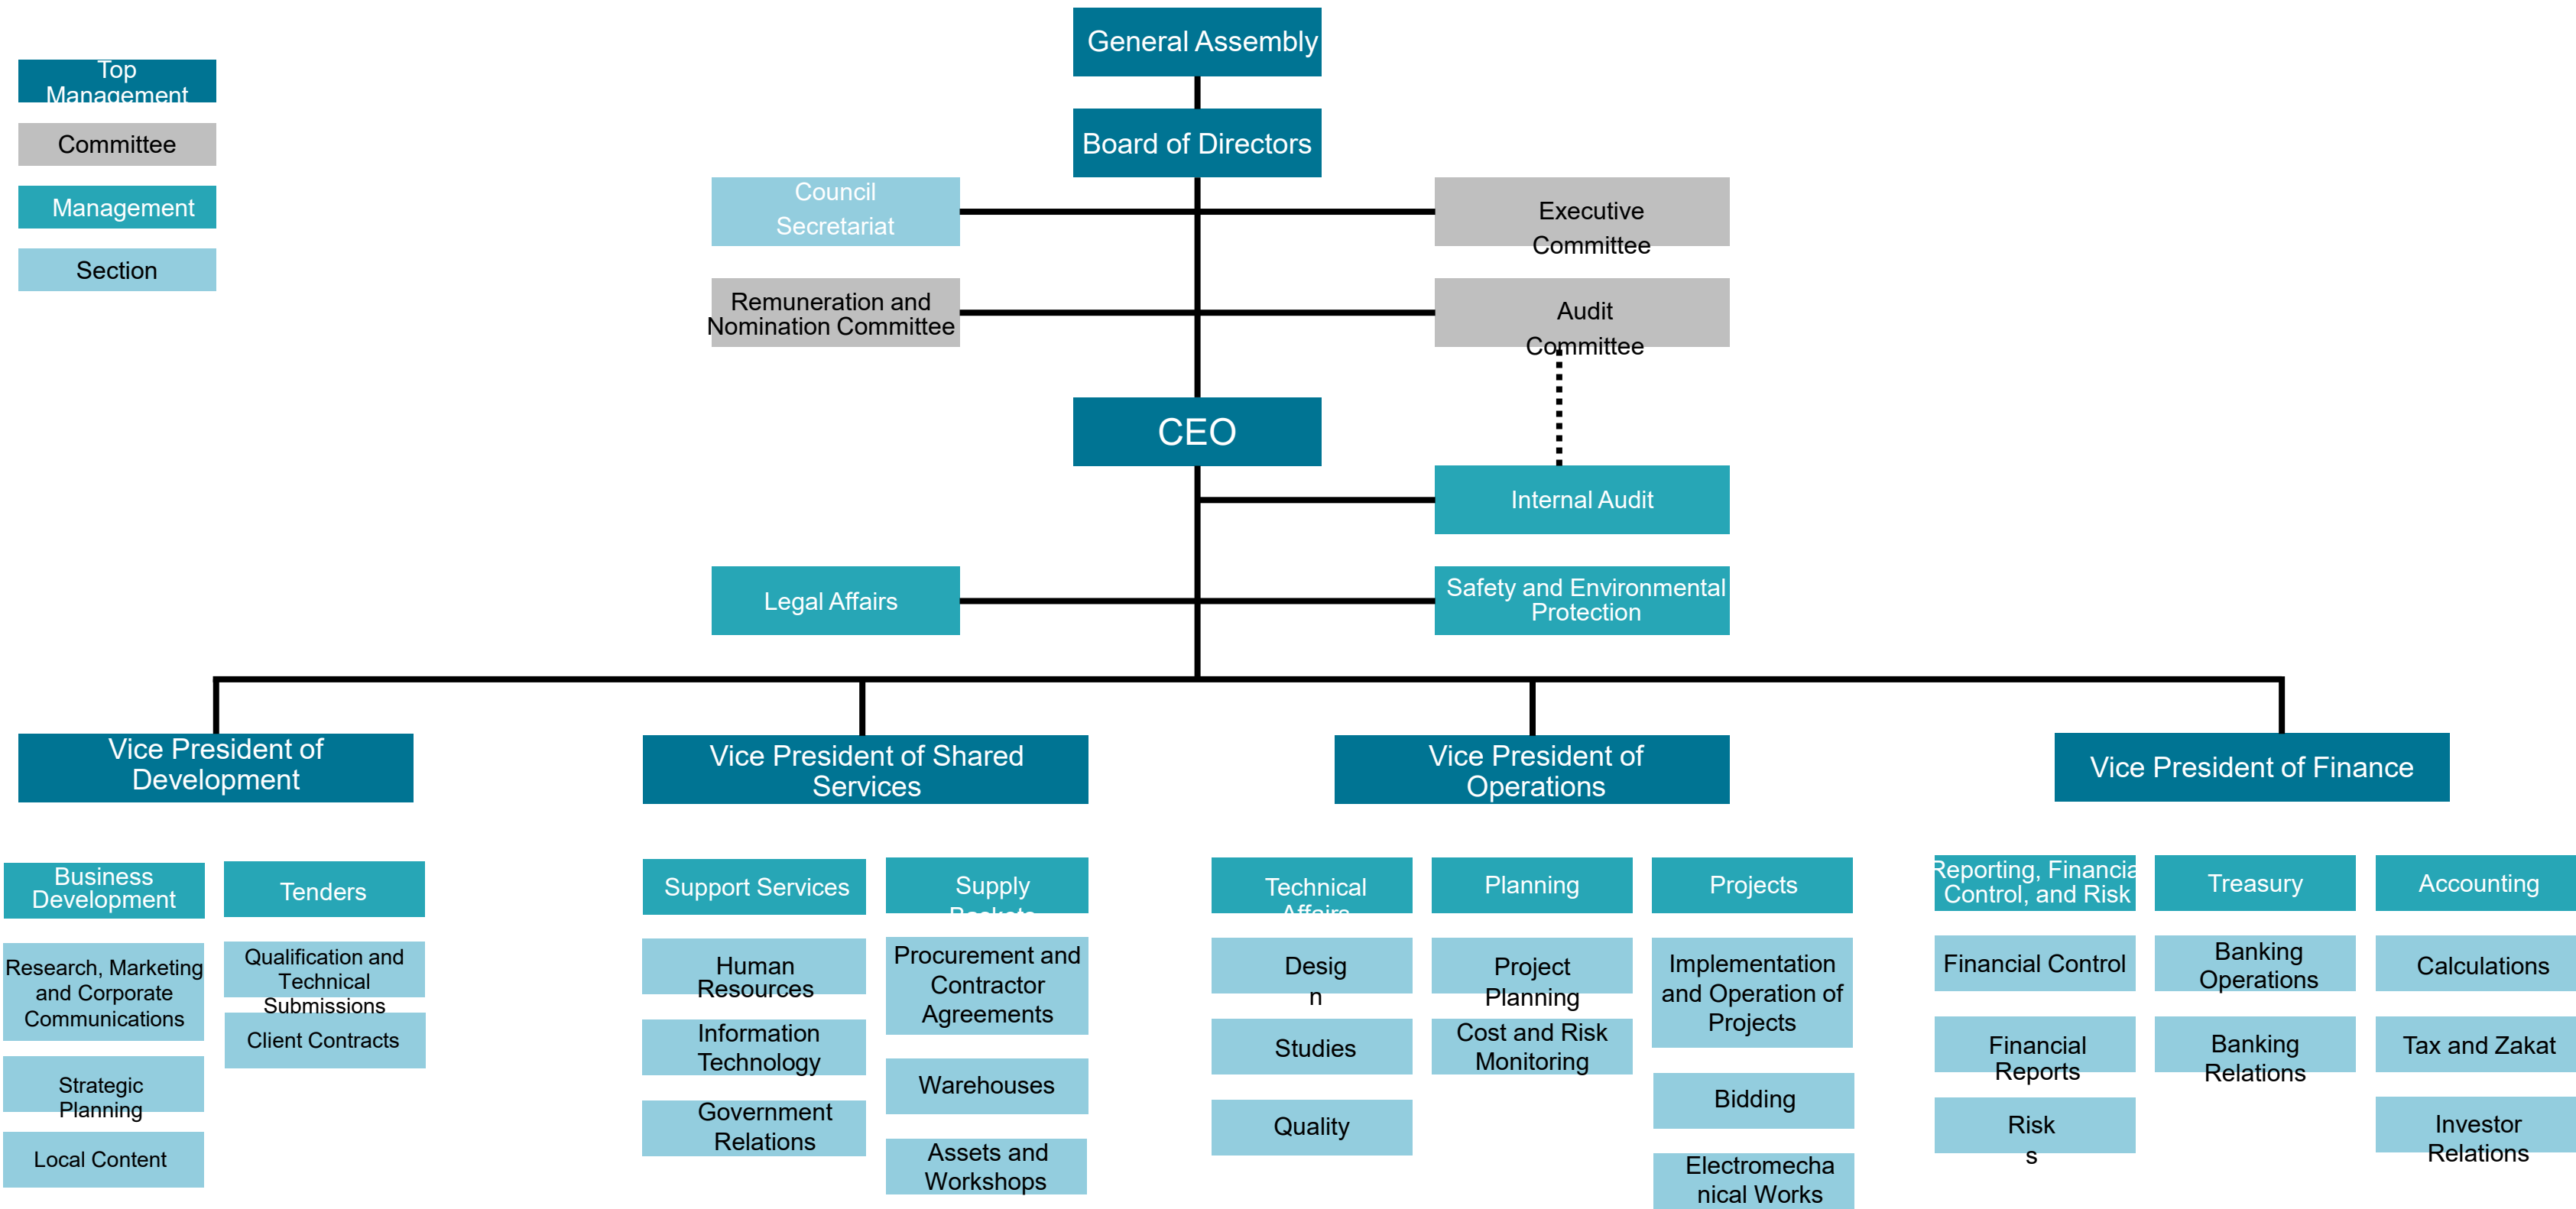 General Assembly
Top
Management
Committee
Management
Section
Board of Directors
Council
Secretariat
Executive
Committee
Remuneration and
Nomination Committee
Audit
Committee
CEO
Internal Audit
Legal Affairs
Safety and Environmental
Protection
Vice President of
Development
Vice President of Shared
Services
Vice President of
Operations
Vice President of Finance
Business
Development
Tenders
Support Services
Supply
Technical
Affairs
Planning
Projects
Reporting, Financia
Control, and Risk
Treasury
Accounting
Research, Marketing
and Corporate
Communications
Strategic
Planning
Local Content
Qualification and
Technical
Submissions
Client Contracts
Human
Resources
Information
Technology
Government
Relations
Procurement and
Contractor
Agreements
Warehouses
Assets and
Workshops
Desig
n
Studies
Quality
Project
Planning
Cost and Risk
Monitoring
Implementation
and Operation of
Projects
Bidding
Electromecha
nical Works
Financial Control
Financial
Reports
Risk
s
Banking
Operations
Banking
Relations
Calculations
Tax and Zakat
Investor
Relations